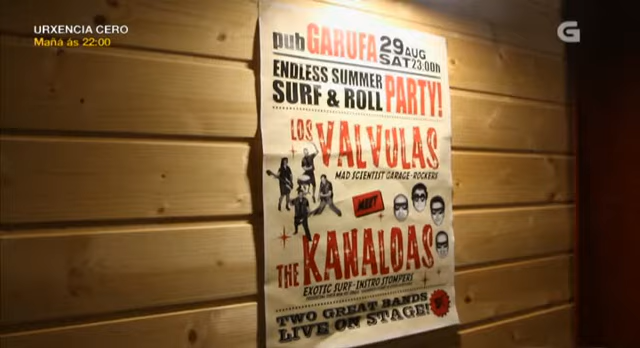 URXENCIA CERO
Mañá ás 22:00
G
pub GARUFA 29 AUG
SAT 23:00h
ENDLESS SUMMER
SURF & ROLL PARTY!
LOS VALVULAS
MAD SCIENTIST GARAGE-ROCKERS
MEET
THE KANALOAS
EXOTIC SURF-INSTRO STOMPERS
TWO GREAT BANDS
LIVE ON STAGE!